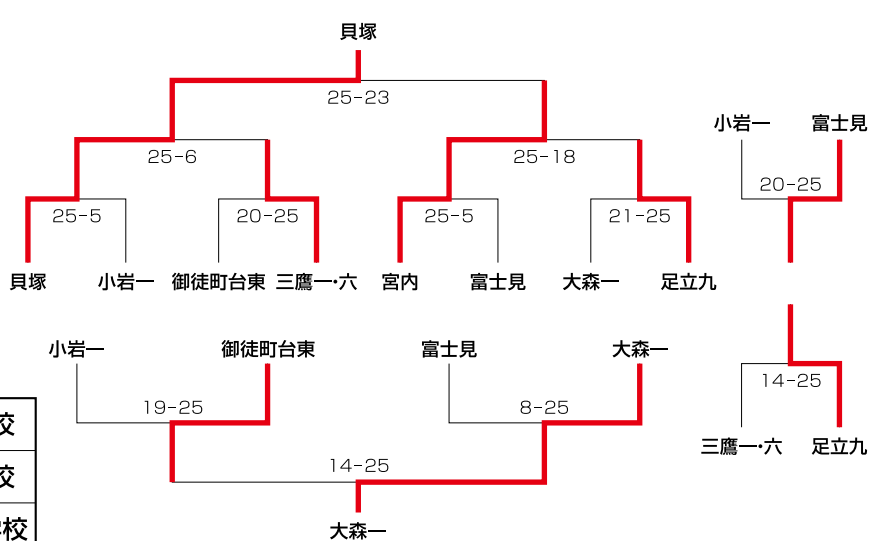 貝塚
25-23
25-6
25-18
25-5
20-25
25-5
21-25
貝塚
小岩一
御徒町台東
三鷹一・六
宮内
富士見
大森一
足立九
小岩一
富士見
20-25
14-25
三鷹一・六
足立九
小岩一
御徒町台東
富士見
大森一
19-25
8-25
14-25
大森一
校
校
学校